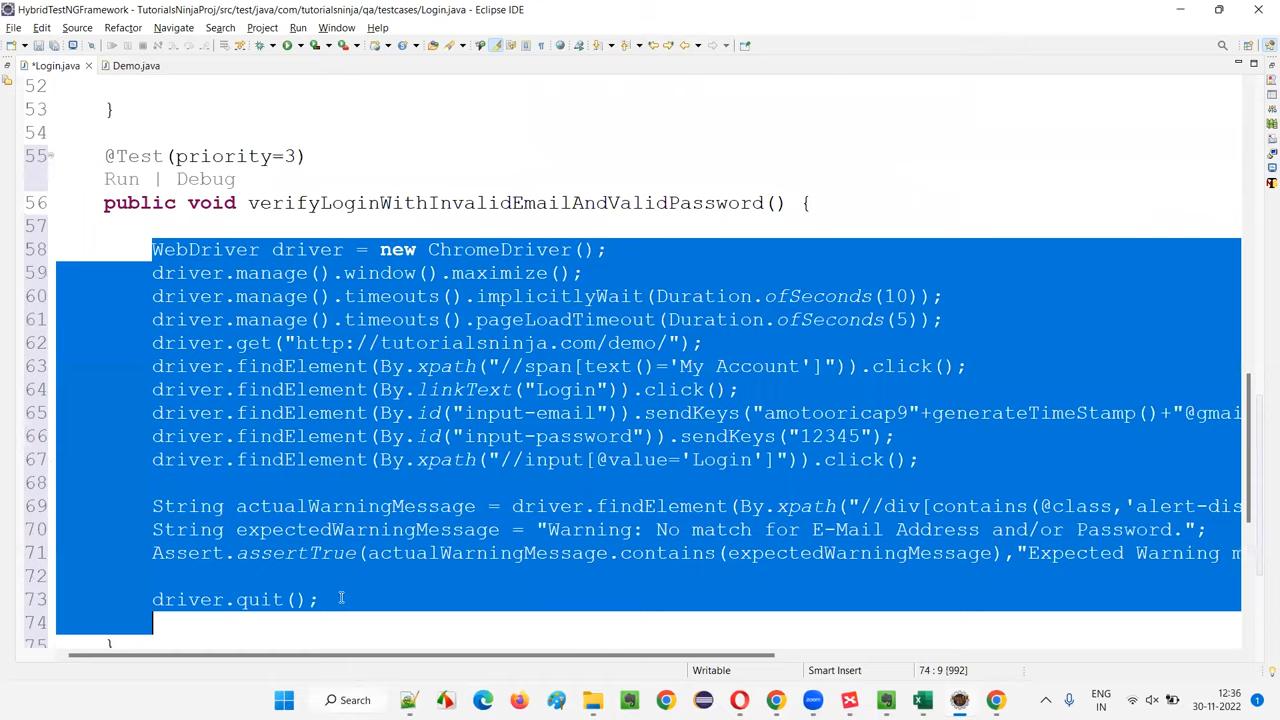 HybridTestNGFramework - TutorialsNinjaProj/src/test/java/com/tutorialsninja/qa/testcases/Login.java - Eclipse IDE
File Edit Source Refactor Navigate Search Project Run Window Help
*Login.java Demo.java
52
53 }
54
55 @Test(priority=3)
Run | Debug
56 public void verifyLoginWithInvalidEmailAndValidPassword() {
57
58 WebDriver driver = new ChromeDriver();
59 driver.manage().window().maximize();
60 driver.manage().timeouts().implicitlyWait(Duration.ofSeconds(10));
61 driver.manage().timeouts().pageLoadTimeout(Duration.ofSeconds(5));
62 driver.get("http://tutorialsninja.com/demo/");
63 driver.findElement(By.xpath("//span[text()='My Account']")).click();
64 driver.findElement(By.linkText("Login")).click();
65 driver.findElement(By.id("input-email")).sendKeys("amotooricap9"+generateTimeStamp()+"@gmai
66 driver.findElement(By.id("input-password")).sendKeys("12345");
67 driver.findElement(By.xpath("//input[@value='Login']")).click();
68
69 String actualWarningMessage = driver.findElement(By.xpath("//div[contains(@class,'alert-dis
70 String expectedWarningMessage = "Warning: No match for E-Mail Address and/or Password.";
71 Assert.assertTrue(actualWarningMessage.contains(expectedWarningMessage),"Expected Warning m
72
73 driver.quit();
74
75 }
Writable Smart Insert 74 : 9 [992]
Search ENG IN 12:36 30-11-2022